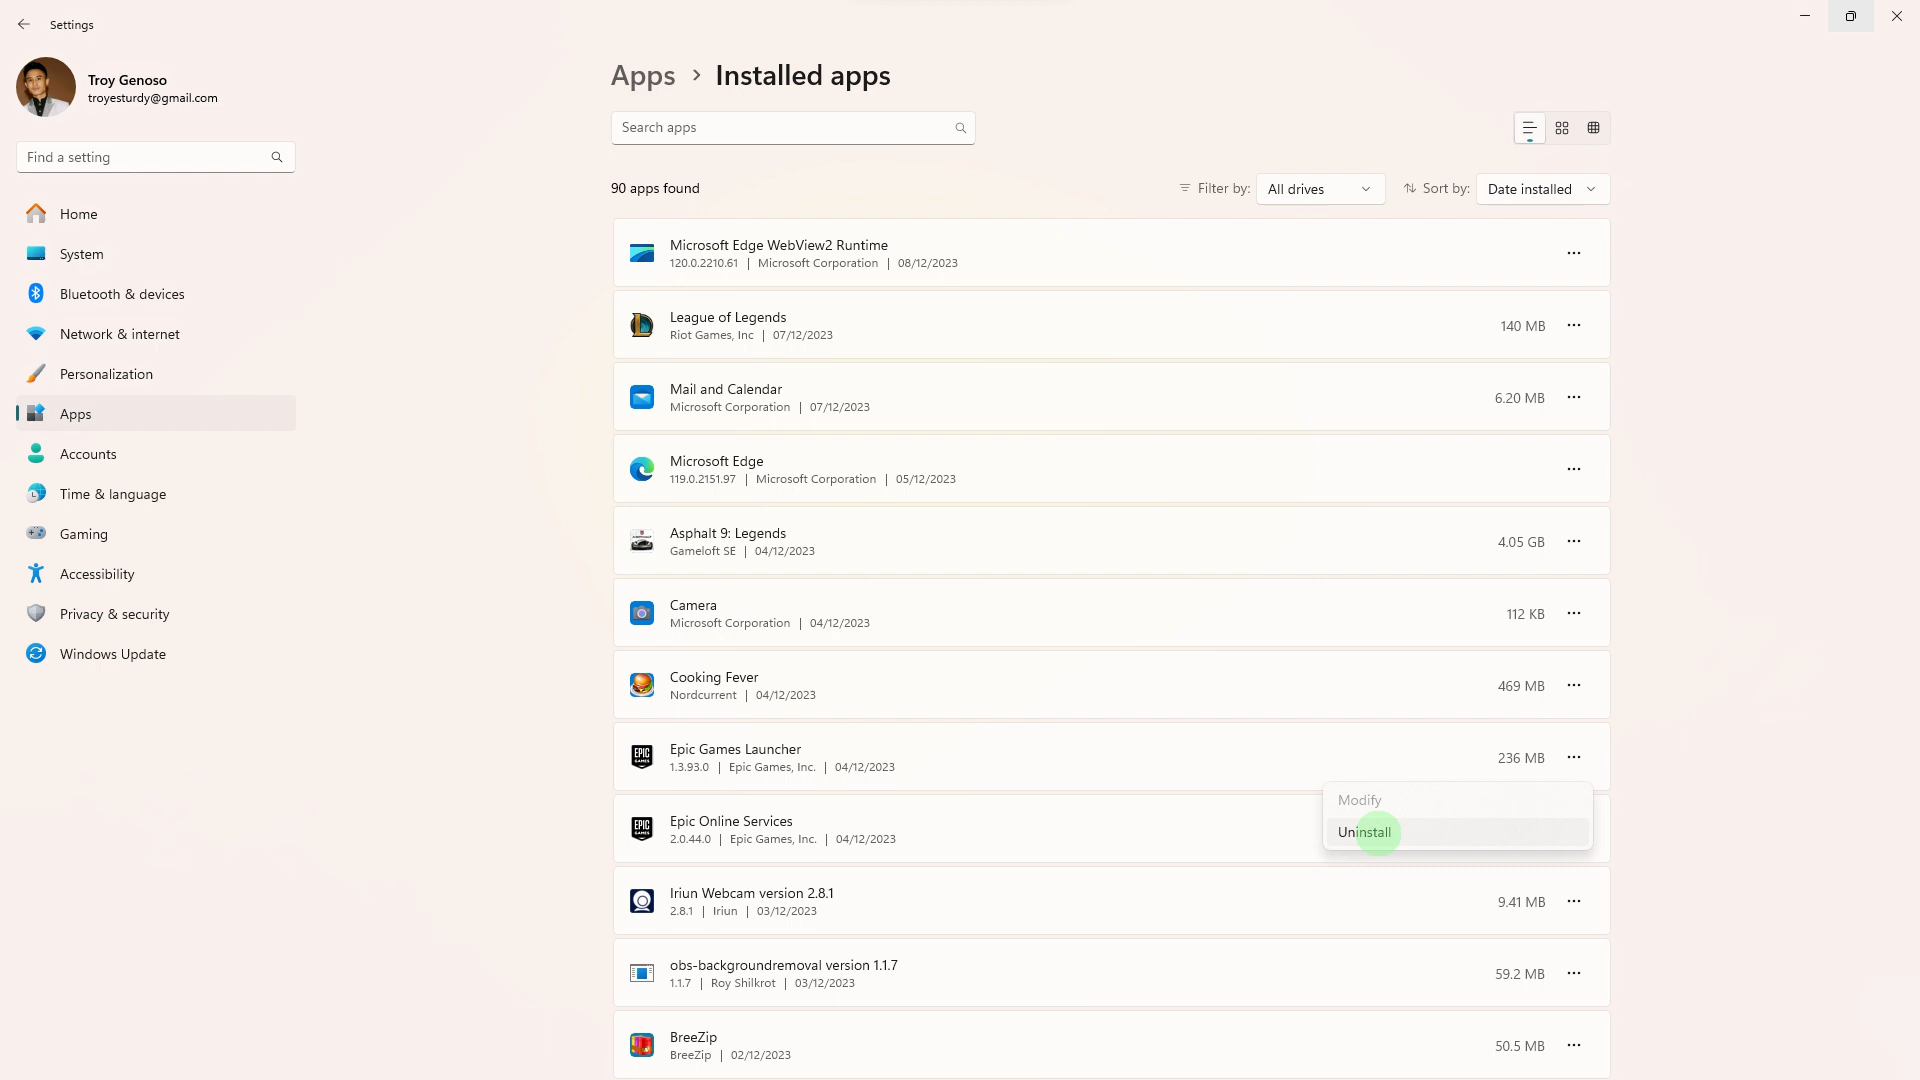 Settings
Troy Genoso
troyesturdy@gmail.com
Find a setting
Home
System
Bluetooth & devices
Network & internet
Personalization
Apps
Accounts
Time & language
Gaming
Accessibility
Privacy & security
Windows Update
Apps > Installed apps
Search apps
90 apps found
Filter by: All drives
Sort by: Date installed
Microsoft Edge WebView2 Runtime
120.0.2210.61 | Microsoft Corporation | 08/12/2023
League of Legends
Riot Games, Inc | 07/12/2023
140 MB
Mail and Calendar
Microsoft Corporation | 07/12/2023
6.20 MB
Microsoft Edge
119.0.2151.97 | Microsoft Corporation | 05/12/2023
Asphalt 9: Legends
Gameloft SE | 04/12/2023
4.05 GB
Camera
Microsoft Corporation | 04/12/2023
112 KB
Cooking Fever
Nordcurrent | 04/12/2023
469 MB
Epic Games Launcher
1.3.93.0 | Epic Games, Inc. | 04/12/2023
236 MB
Modify
Uninstall
Epic Online Services
2.0.44.0 | Epic Games, Inc. | 04/12/2023
Iriun Webcam version 2.8.1
2.8.1 | Iriun | 03/12/2023
9.41 MB
obs-backgroundremoval version 1.1.7
1.1.7 | Roy Shilkrot | 03/12/2023
59.2 MB
BreeZip
BreeZip | 02/12/2023
50.5 MB